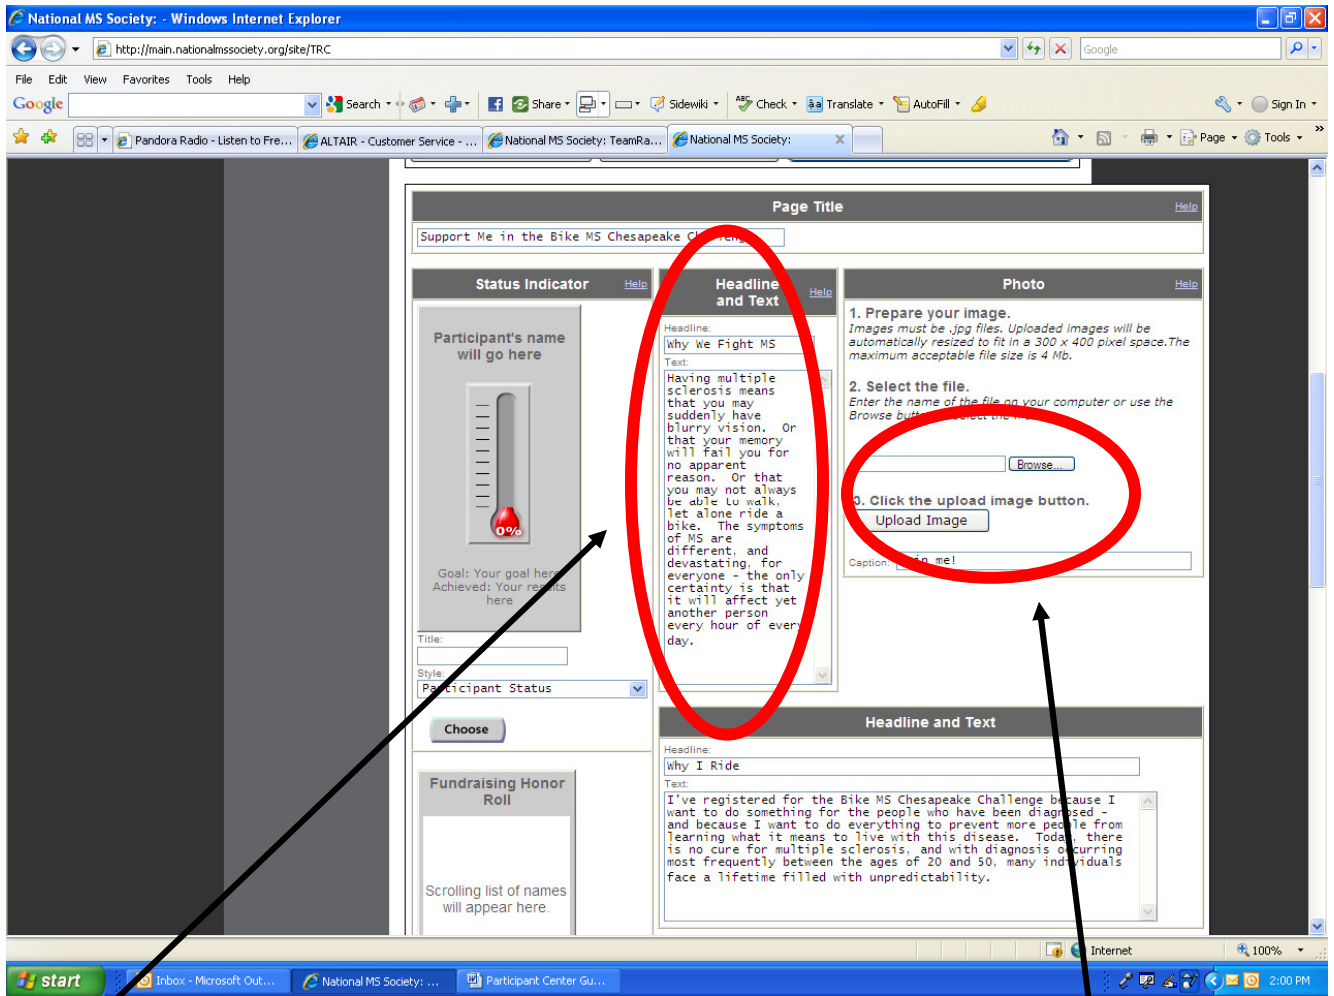 National MS Society: - Windows Internet Explorer
http://main.nationalmssociety.org/site/TRC
Google
File Edit View Favorites Tools Help
Google Search Share Sidewiki ABC Check Translate AutoFill Sign In
Pandora Radio - Listen to Fre... ALTAIR - Customer Service - ... National MS Society: TeamRa... National MS Society: X Page Tools »
Page Title Help
Support Me in the Bike MS Chesapeake
Status Indicator Help
Participant's name
will go here
0%
Goal: Your goal here
Achieved: Your results
here
Title:
Style:
Participant Status
Choose
Fundraising Honor
Roll
Scrolling list of names
will appear here.
Headline
and Text Help
Headline:
Why We Fight MS
Text:
Having multiple
sclerosis means
that you may
suddenly have
blurry vision. Or
that your memory
will fail you for
no apparent
reason. Or that
you may not always
be able to walk,
let alone ride a
bike. The symptoms
of MS are
different, and
devastating, for
everyone - the only
certainty is that
it will affect yet
another person
every hour of every
day.
Photo Help
1. Prepare your image.
Images must be .jpg files. Uploaded images will be
automatically resized to fit in a 300 x 400 pixel space.The
maximum acceptable file size is 4 Mb.
2. Select the file.
Enter the name of the file on your computer or use the
Browse
Browse...
3. Click the upload image button.
Upload Image
Caption: me!
Headline and Text
Headline:
Why I Ride
Text:
I've registered for the Bike MS Chesapeake Challenge because I
want to do something for the people who have been diagnosed -
and because I want to do everything to prevent more people from
learning what it means to live with this disease. Today, there
is no cure for multiple sclerosis, and with diagnosis occurring
most frequently between the ages of 20 and 50, many individuals
face a lifetime filled with unpredictability.
Internet 100%
start Inbox - Microsoft Out... National MS Society: ... Participant Center Gu... 2:00 PM